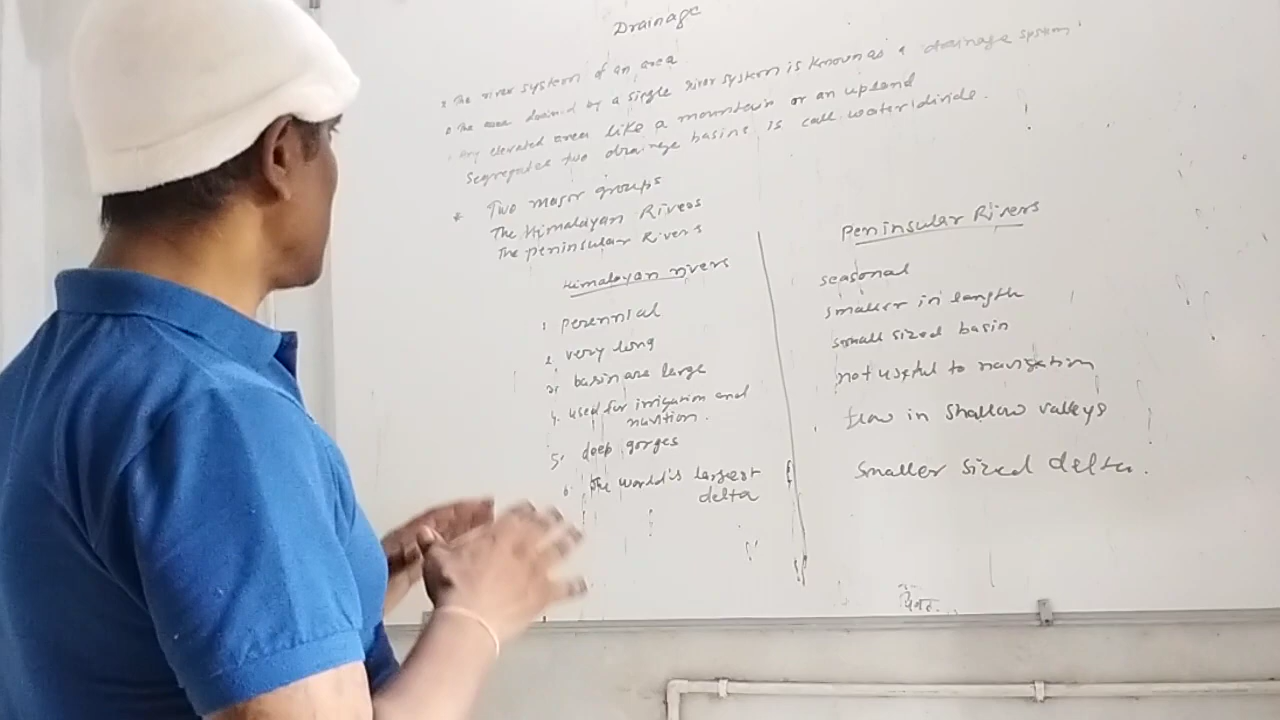 Drainage
The river system of an area
The area drained by a single river system is known as a drainage system.
Any elevated area like a mountain or an upland
Segregates two drainage basins is call waterdivide.
* Two major groups
The Himalayan Rivers
The peninsular Rivers
Himalayan rivers
1 perennial
2 very long
3 basin are large
4. used for irrigation and
navition.
5. deep gorges
6. The world's largest
delta
Peninsular Rivers
seasonal
smaller in length
small sized basin
not useful to navigation
flow in shallow valleys
Smaller sized delta.